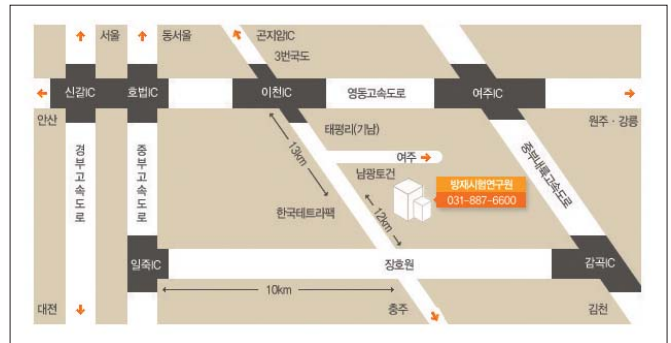 서울
동서울
곤지암IC
3번국도
신갈IC
호법IC
이천IC
영동고속도로
여주IC
안산
원주 · 강릉
태평리(기남)
여주
경부고속도로
중부고속도로
13km
남광토건
방재시험연구원
031-887-6600
중부내륙고속도로
한국테트라팩
12km
일죽IC
장호원
감곡IC
10km
대전
충주
김천